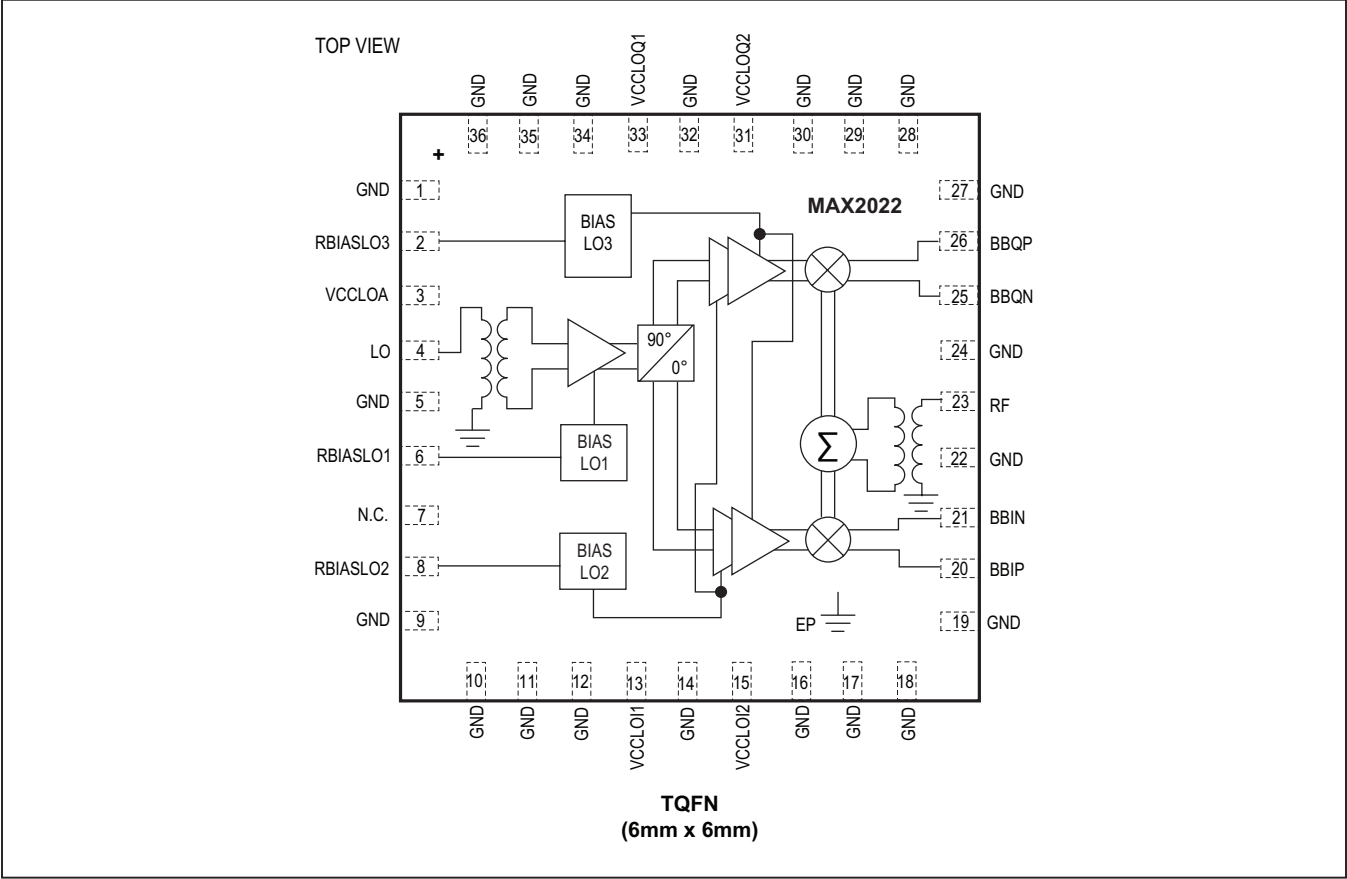 TOP VIEW
GND
GND
GND
VCCLOQ1
GND
VCCLOQ2
GND
GND
GND
36
35
34
33
32
31
30
29
28
+
MAX2022
GND
1
RBIASLO3
2
VCCLOA
3
LO
4
GND
5
RBIASLO1
6
N.C.
7
RBIASLO2
8
GND
9
BIAS
LO3
90°
0°
BIAS
LO1
BIAS
LO2
Σ
EP
27
GND
26
BBQP
25
BBQN
24
GND
23
RF
22
GND
21
BBIN
20
BBIP
19
GND
10
11
12
13
14
15
16
17
18
GND
GND
GND
VCCLOI1
GND
VCCLOI2
GND
GND
GND
TQFN
(6mm x 6mm)